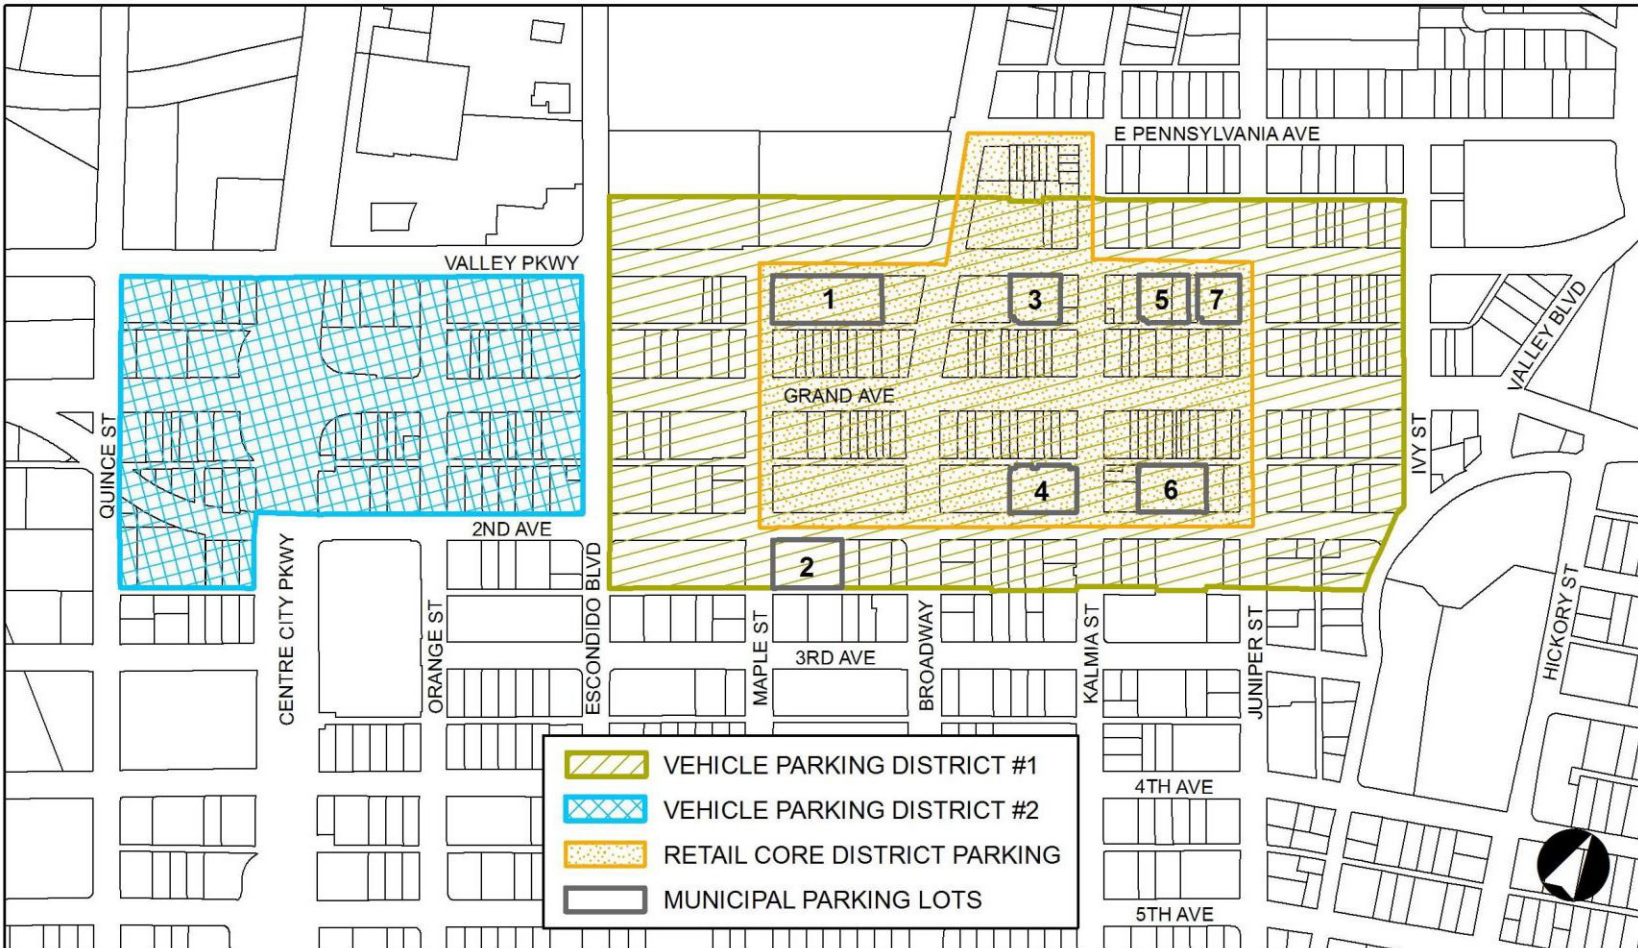 E PENNSYLVANIA AVE
VALLEY PKWY
1
3
5
7
VALLEY BLVD
GRAND AVE
QUINCE ST
IVY ST
4
6
2ND AVE
2
CENTRE CITY PKWY
ORANGE ST
ESCONDIDO BLVD
MAPLE ST
3RD AVE
BROADWAY
KALMIA ST
JUNIPER ST
HICKORY ST
VEHICLE PARKING DISTRICT #1
VEHICLE PARKING DISTRICT #2
RETAIL CORE DISTRICT PARKING
MUNICIPAL PARKING LOTS
4TH AVE
5TH AVE